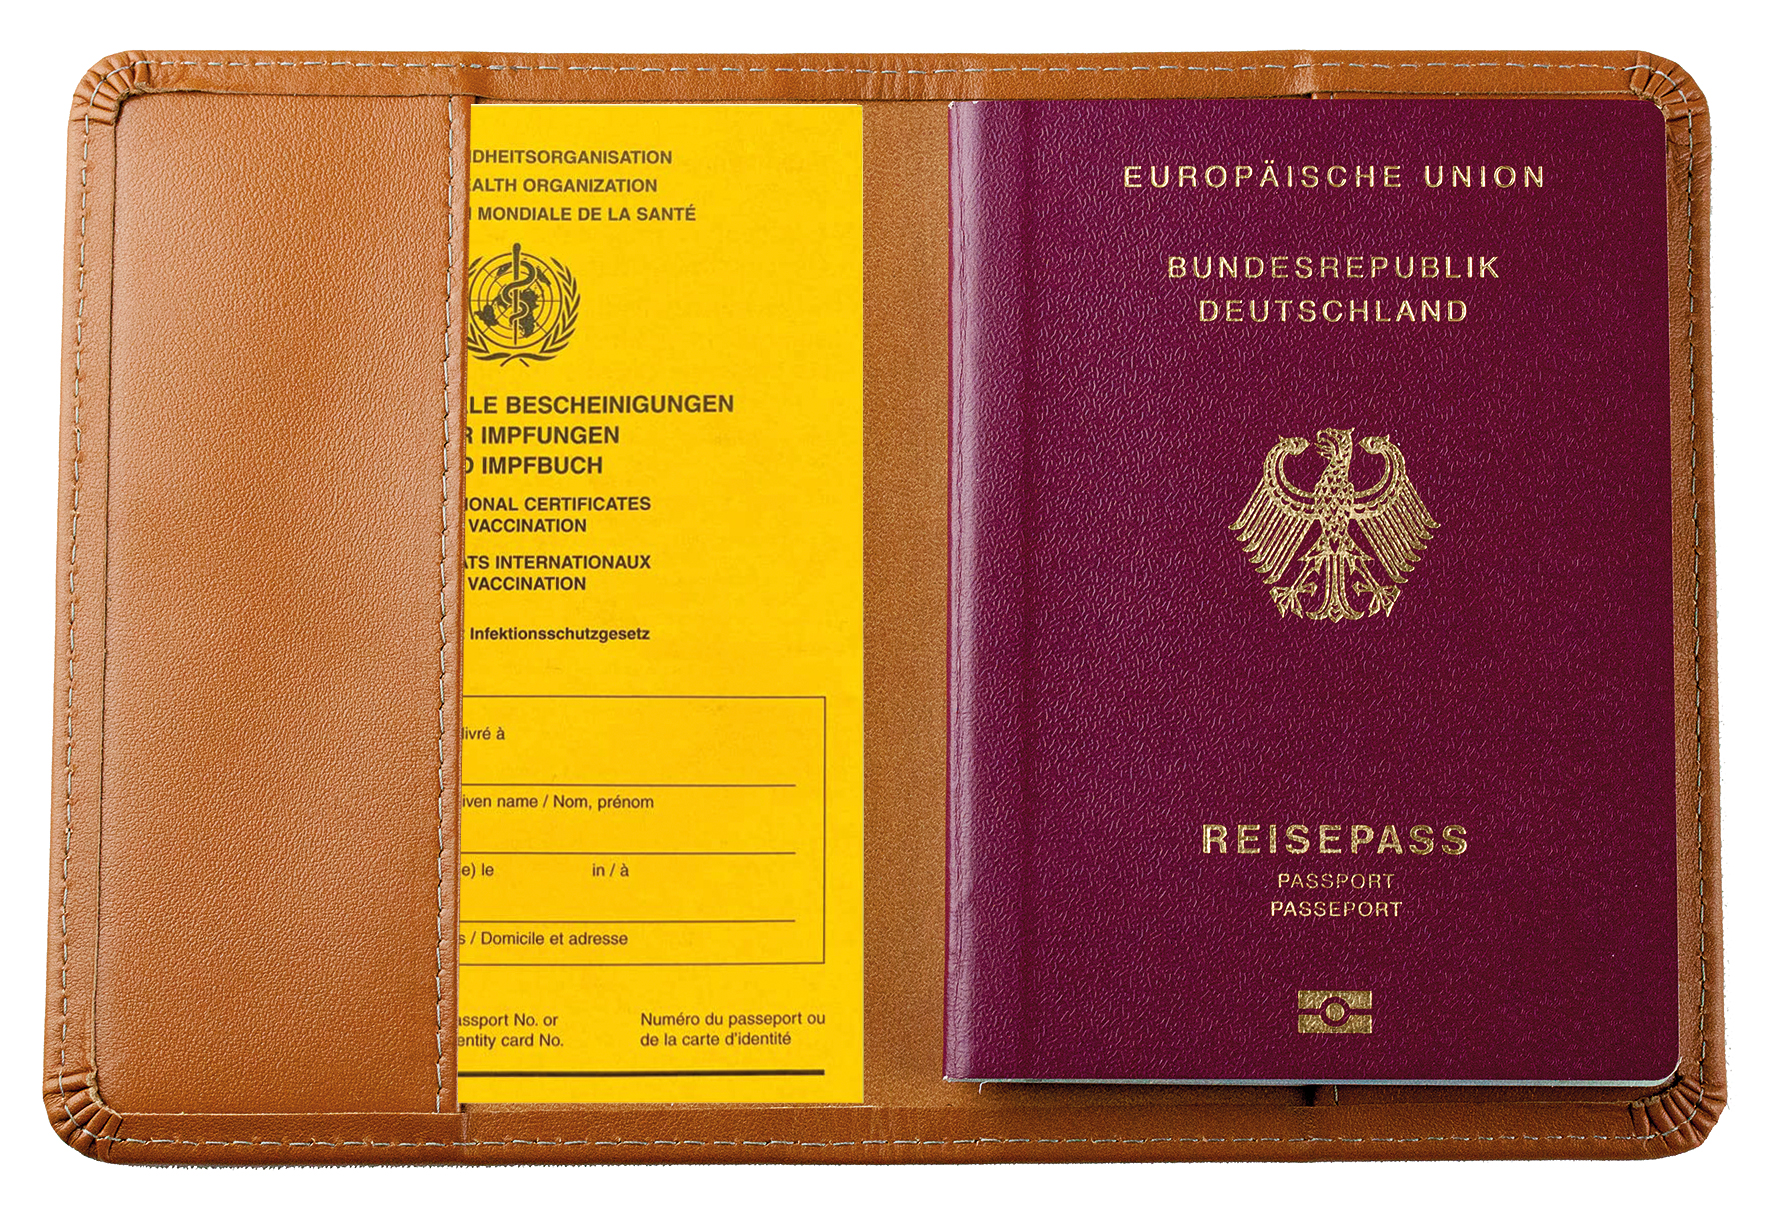 DHEITSORGANISATION
ALTH ORGANIZATION
MONDIALE DE LA SANTÉ
LE BESCHEINIGUNGEN
R IMPFUNGEN
D IMPFBUCH
IONAL CERTIFICATES
VACCINATION
ATS INTERNATIONAUX
VACCINATION
Infektionsschutzgesetz
livré à
iven name / Nom, prénom
e) le in / à
s / Domicile et adresse
assport No. or
entity card No.
Numéro du passeport ou
de la carte d'identité
EUROPÄISCHE UNION
BUNDESREPUBLIK
DEUTSCHLAND
REISEPASS
PASSPORT
PASSEPORT